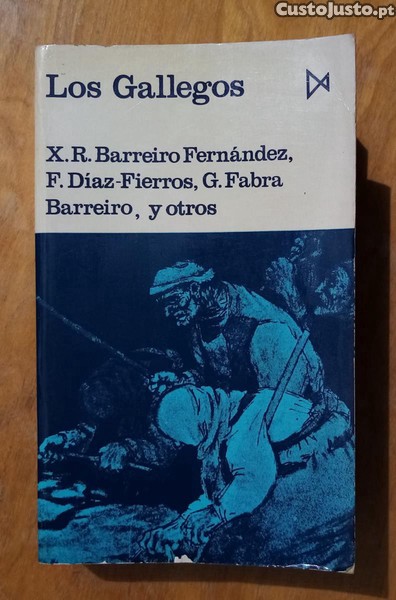 CustoJusto.pt
Los Gallegos
X.R. Barreiro Fernández,
F. Díaz-Fierros, G. Fabra
Barreiro, y otros